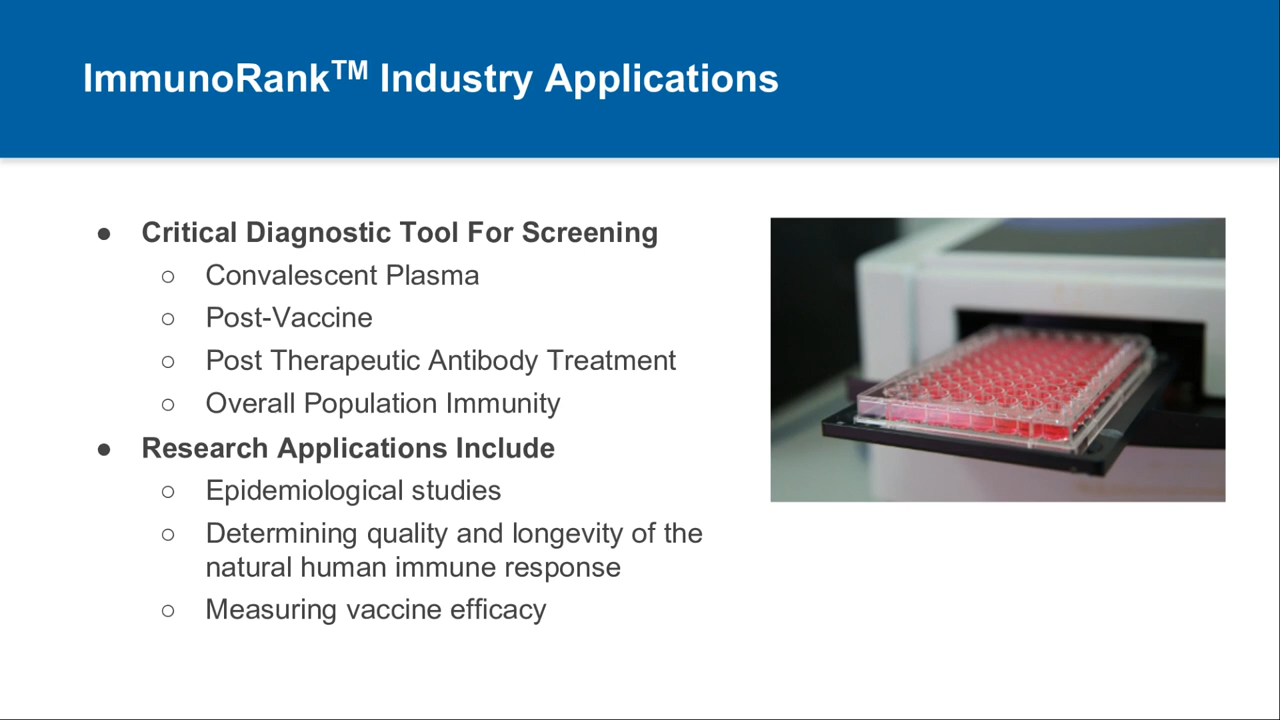 ImmunoRank™ Industry Applications
● Critical Diagnostic Tool For Screening
○ Convalescent Plasma
○ Post-Vaccine
○ Post Therapeutic Antibody Treatment
○ Overall Population Immunity
● Research Applications Include
○ Epidemiological studies
○ Determining quality and longevity of the
natural human immune response
○ Measuring vaccine efficacy